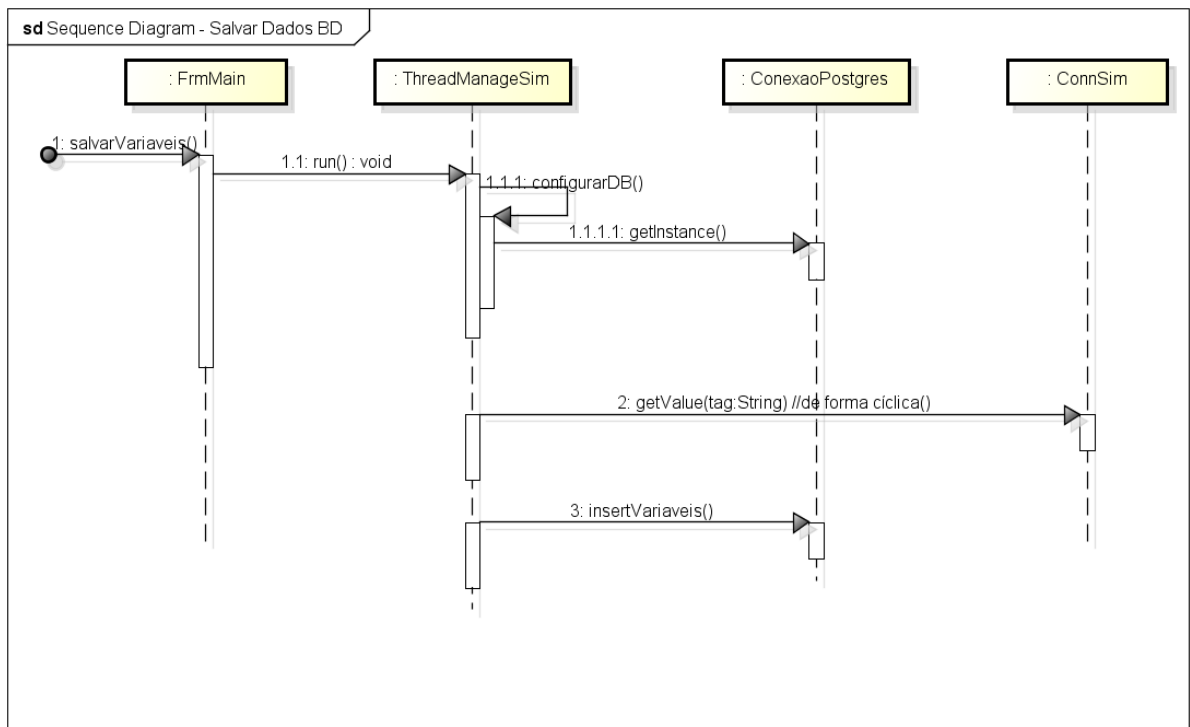 sd Sequence Diagram - Salvar Dados BD
: FrmMain
: ThreadManageSim
: ConexaoPostgres
: ConnSim
1: salvarVariaveis()
1.1: run() : void
1.1.1: configurarDB()
1.1.1.1: getInstance()
2: getValue(tag:String) //de forma cíclica()
3: insertVariaveis()